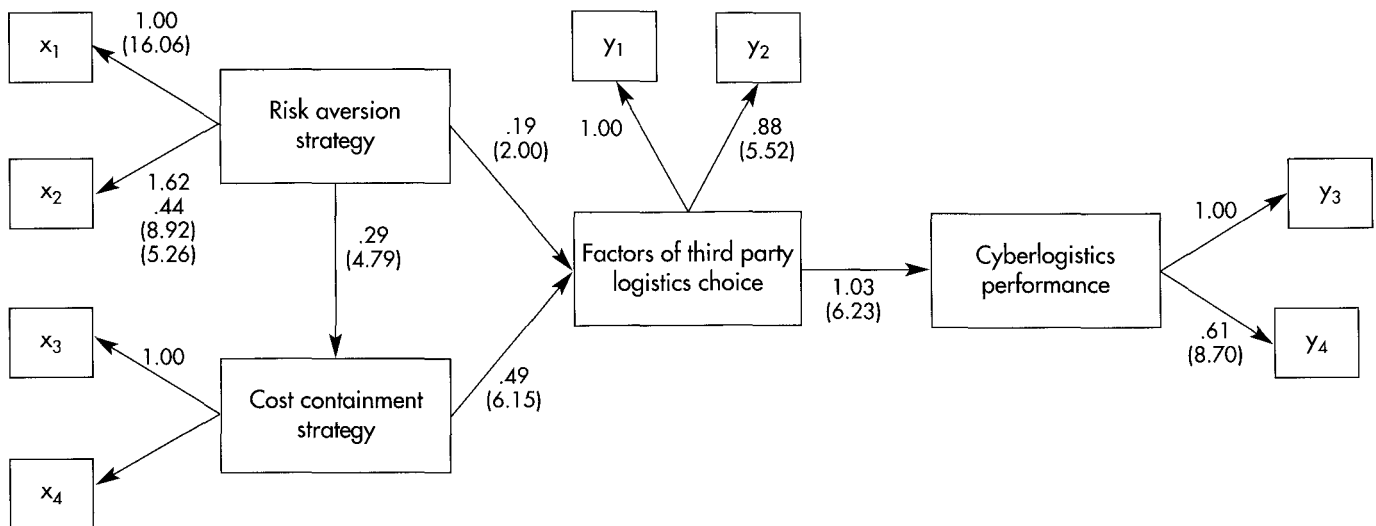 x₁
1.00
(16.06)
Risk aversion
strategy
x₂
1.62
.44
(8.92)
(5.26)
.29
(4.79)
x₃
1.00
Cost containment
strategy
x₄
.19
(2.00)
.49
(6.15)
y₁
y₂
1.00
.88
(5.52)
Factors of third party
logistics choice
1.03
(6.23)
Cyberlogistics
performance
1.00
y₃
.61
(8.70)
y₄